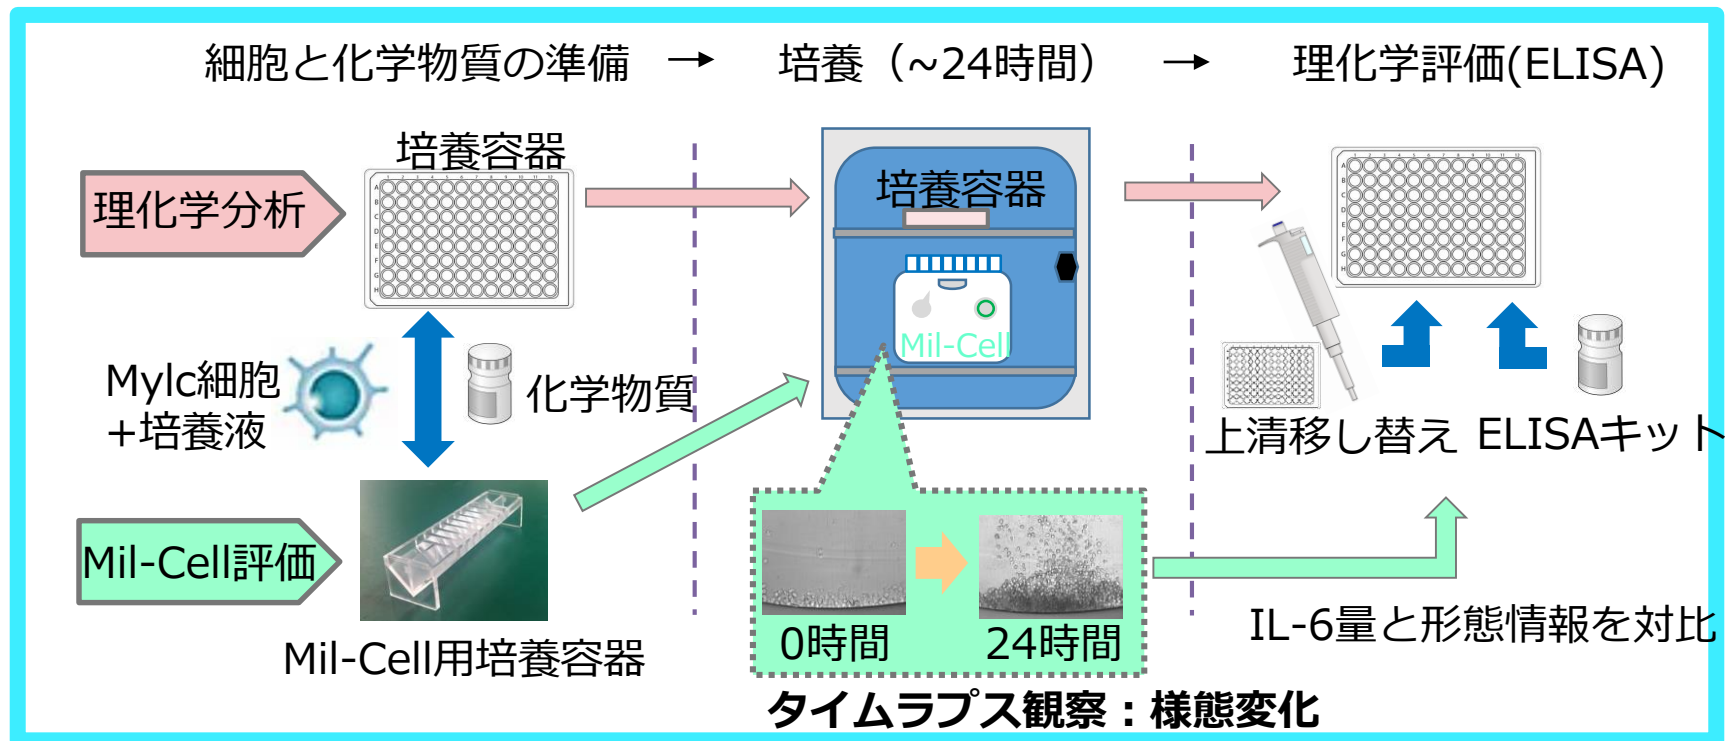 細胞と化学物質の準備 → 培養（~24時間） → 理化学評価(ELISA)
理化学分析
培養容器
培養容器
Mil-Cell
Mylc細胞
+培養液
化学物質
上清移し替え
ELISAキット
Mil-Cell評価
Mil-Cell用培養容器
0時間
24時間
タイムラプス観察：様態変化
IL-6量と形態情報を対比